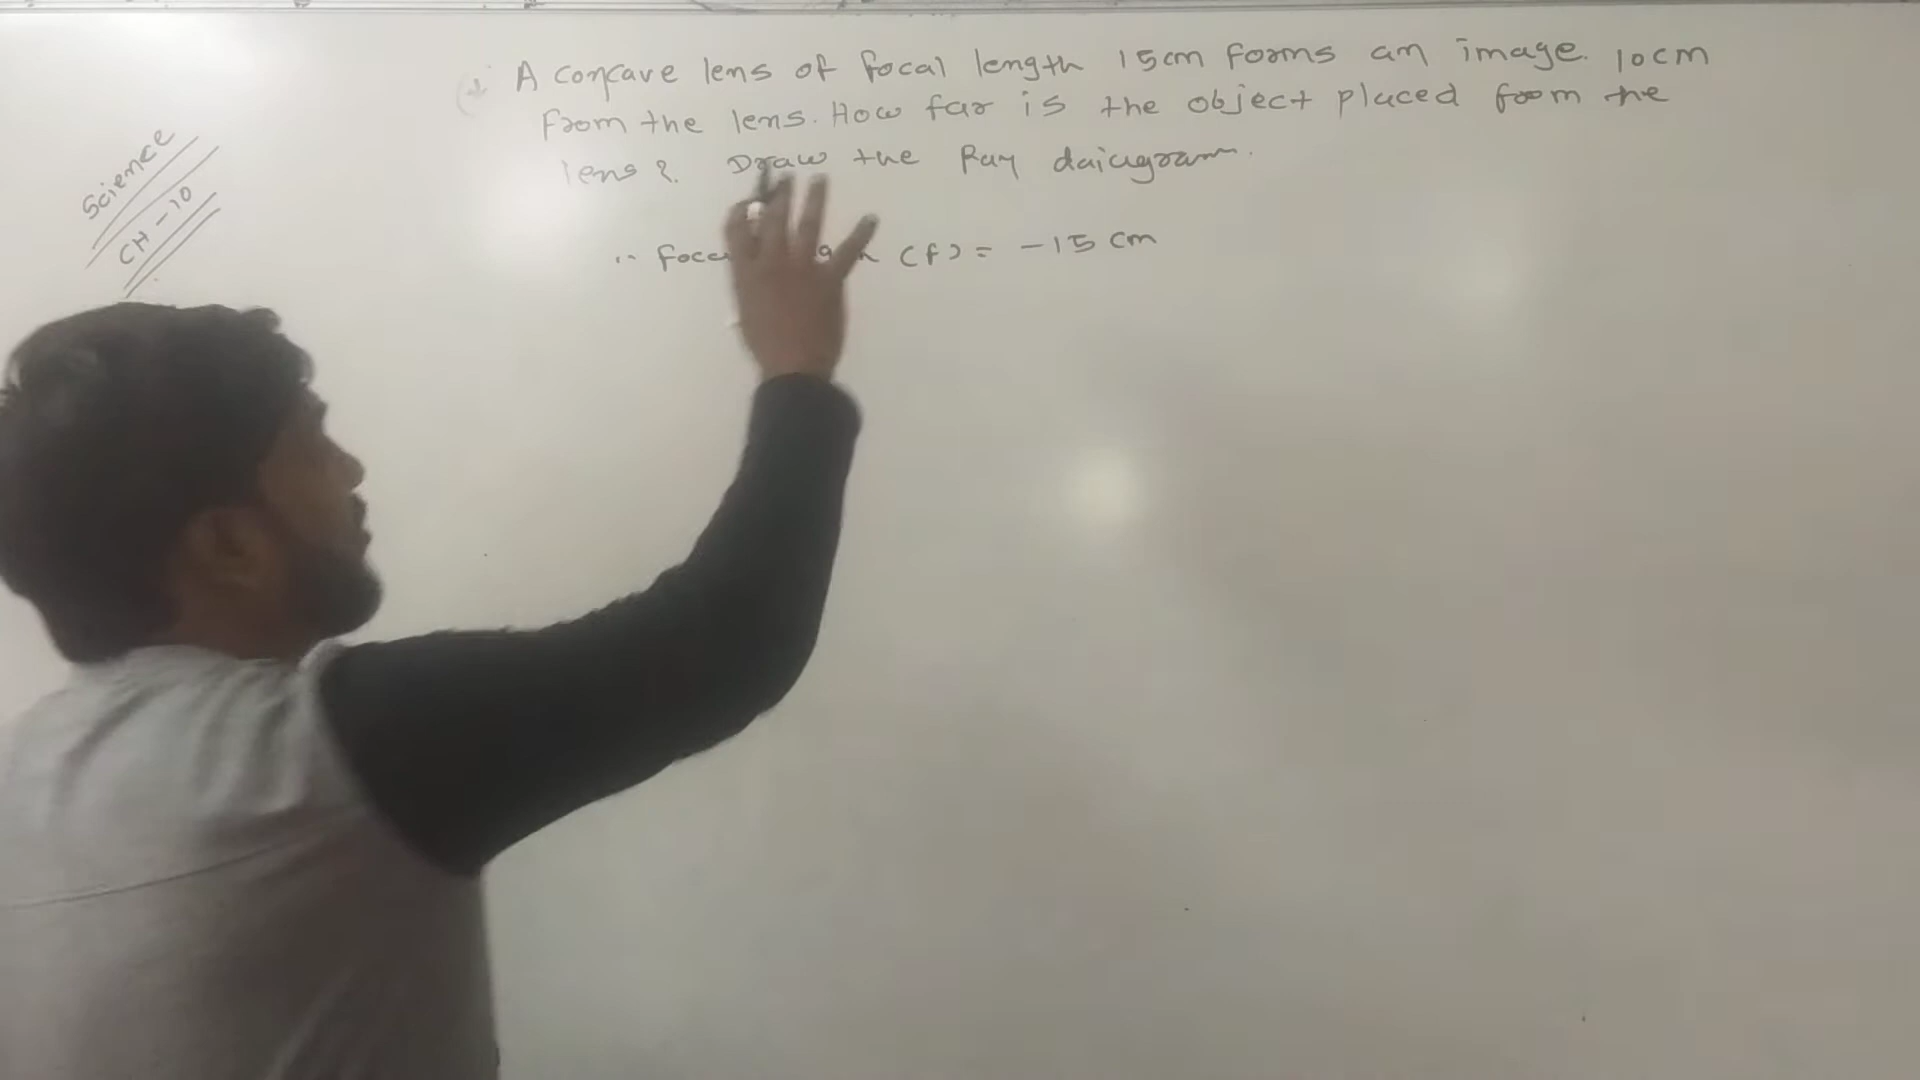 A concave lens of focal length 15cm forms an image. 10cm
from the lens. How far is the object placed from the
lens?. Draw the Ray daiagram.
Science
CH - 10
(f) = -15 cm